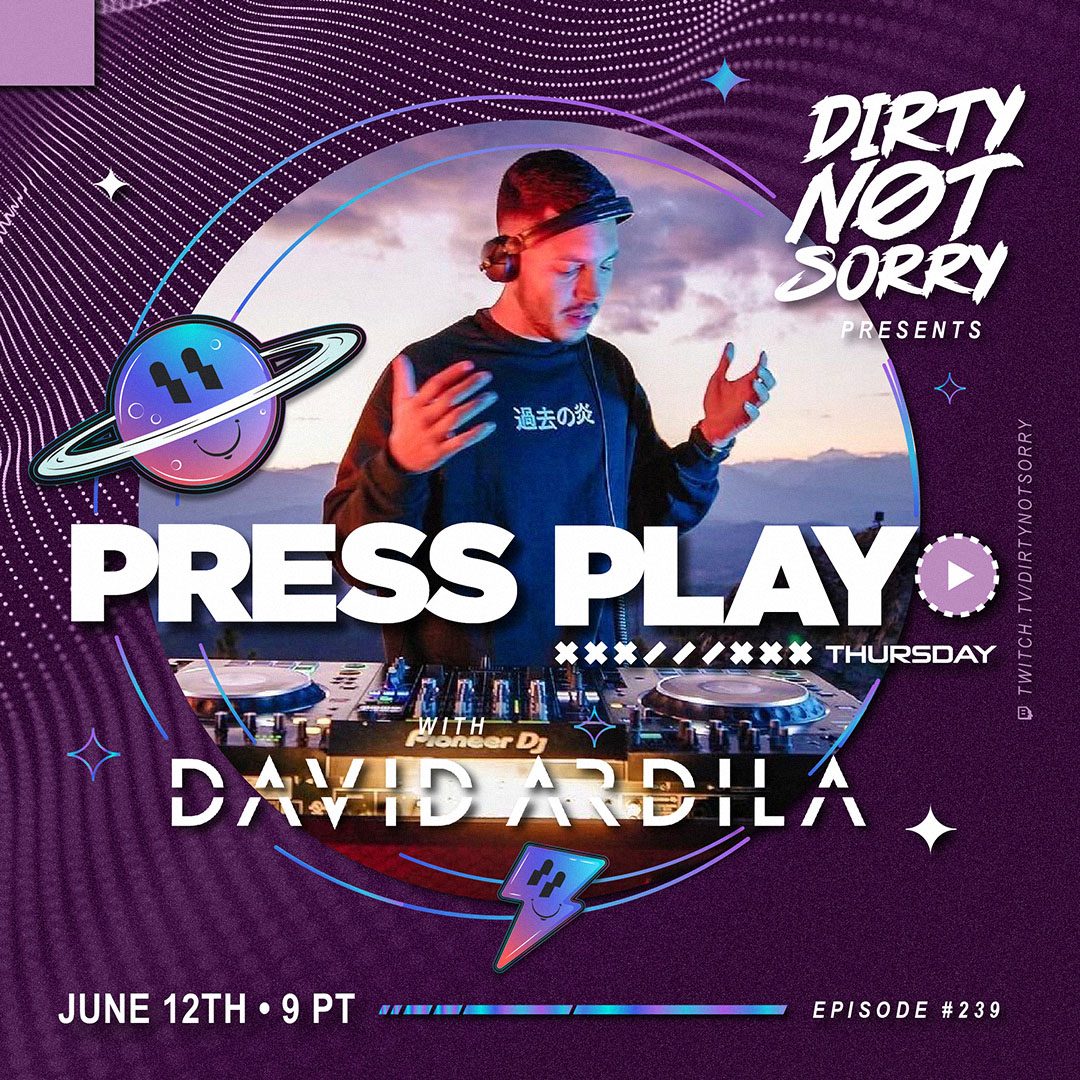 DIRTY
NØT
SORRY
PRESENTS
過去の炎
TWITCH.TV/DIRTYNOTSORRY
PRESS PLAY
THURSDAY
WITH
Pioneer Dj
DAVID ARDILA
JUNE 12TH • 9 PT
EPISODE #239